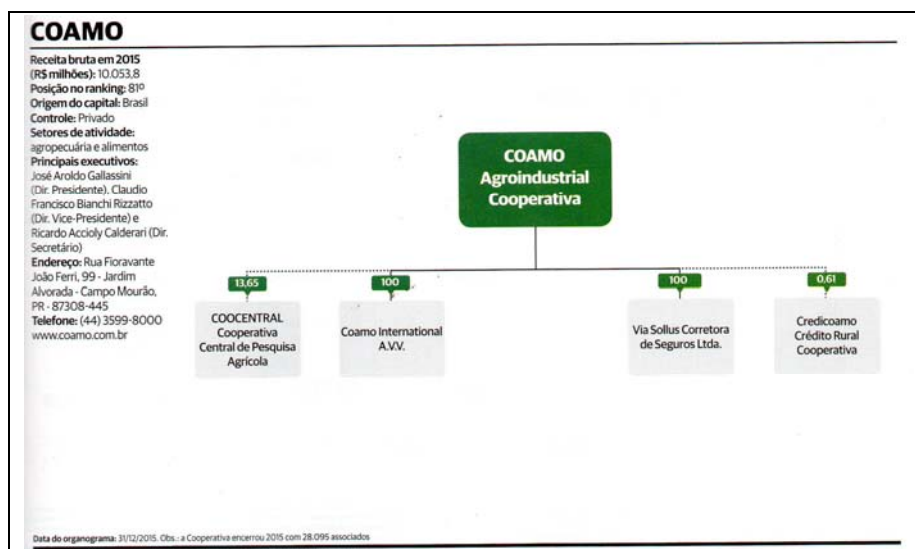 COAMO
Receita bruta em 2015
(R$ milhões): 10.053,8
Posição no ranking: 81º
Origem do capital: Brasil
Controle: Privado
Setores de atividade:
agropecuária e alimentos
Principais executivos:
José Aroldo Gallassini
(Dir. Presidente), Claudio
Francisco Bianchi Rizzatto
(Dir. Vice-Presidente) e
Ricardo Accioly Calderari (Dir.
Secretário)
Endereço: Rua Fioravante
João Ferri, 99 - Jardim
Alvorada - Campo Mourão,
PR - 87308-445
Telefone: (44) 3599-8000
www.coamo.com.br
COAMO
Agroindustrial
Cooperativa
13,65
COOCENTRAL
Cooperativa
Central de Pesquisa
Agrícola
100
Coamo International
A.V.V.
100
Via Sollus Corretora
de Seguros Ltda.
0,61
Credicoamo
Crédito Rural
Cooperativa
Data do organograma: 31/12/2015. Obs.: a Cooperativa encerrou 2015 com 28.095 associados